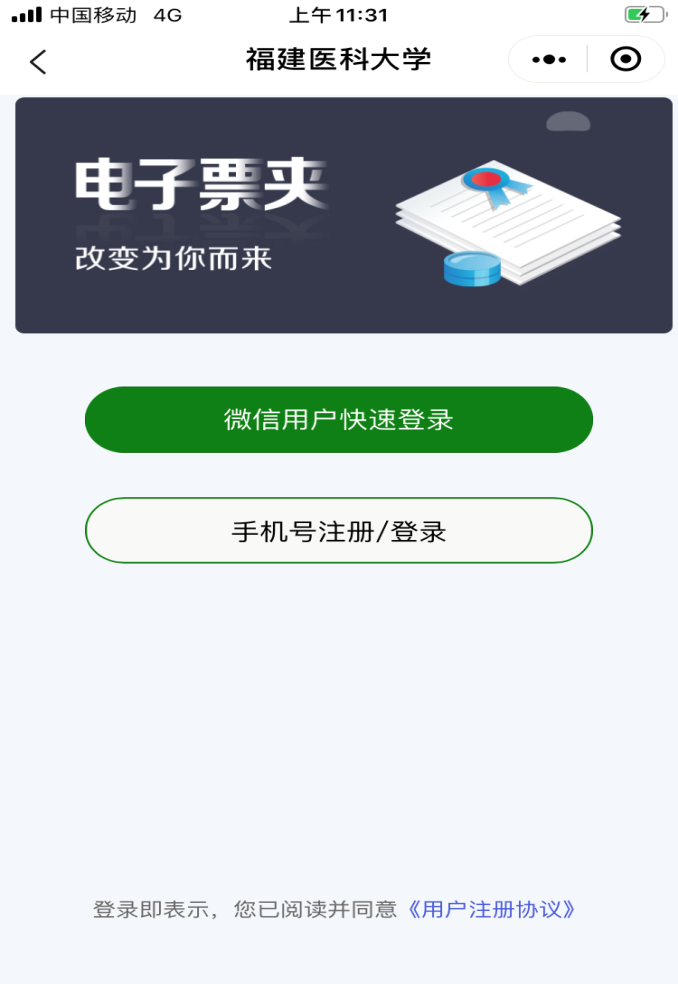 中国移动 4G 上午 11:31
福建医科大学
电子票夹
改变为你而来
微信用户快速登录
手机号注册/登录
登录即表示，您已阅读并同意《用户注册协议》